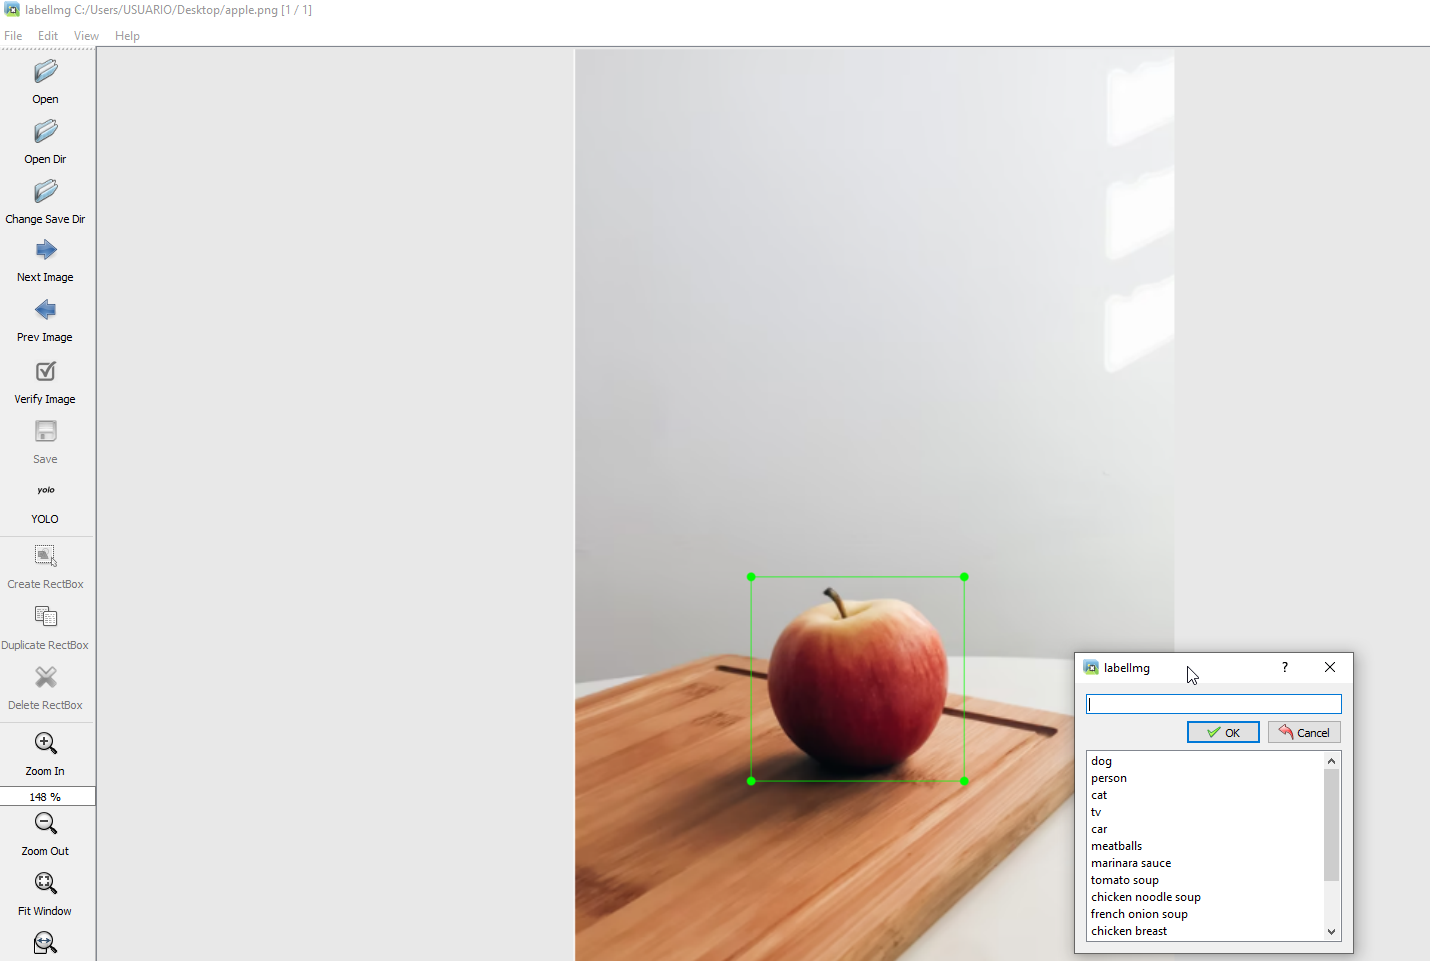 labelImg C:/Users/USUARIO/Desktop/apple.png [1 / 1]
File Edit View Help
Open
Open Dir
Change Save Dir
Next Image
Prev Image
Verify Image
Save
yolo
YOLO
Create RectBox
Duplicate RectBox
Delete RectBox
Zoom In
148 %
Zoom Out
Fit Window
labelImg ?
OK Cancel
dog
person
cat
tv
car
meatballs
marinara sauce
tomato soup
chicken noodle soup
french onion soup
chicken breast